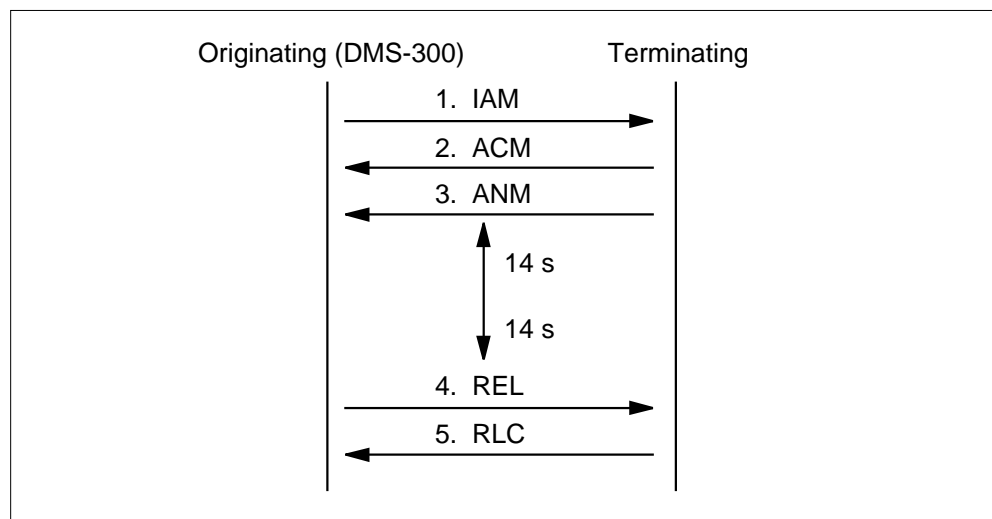 Originating (DMS-300) Terminating
1. IAM
2. ACM
3. ANM
14 s
14 s
4. REL
5. RLC